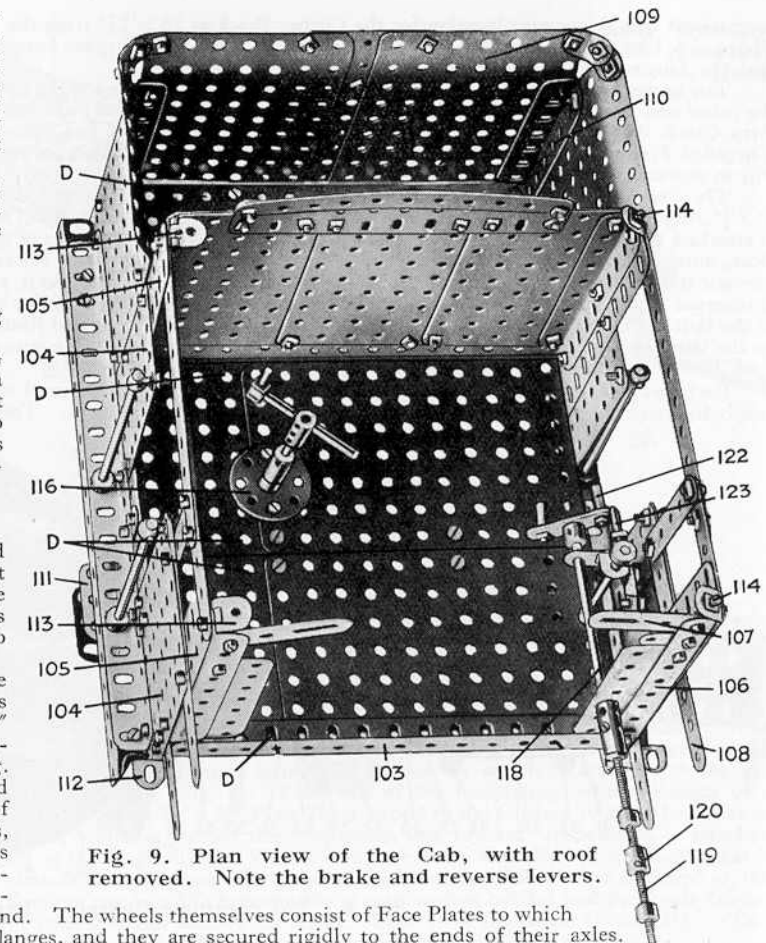 109
110
D
113
114
105
104
D
122
116
123
D
111
114
113
107
105
106
104
108
D
103
118
112
120
119
Fig. 9. Plan view of the Cab, with roof
removed. Note the brake and reverse levers.
The wheels themselves consist of Face Plates to which
and they are secured rigidly to the ends of their axles.